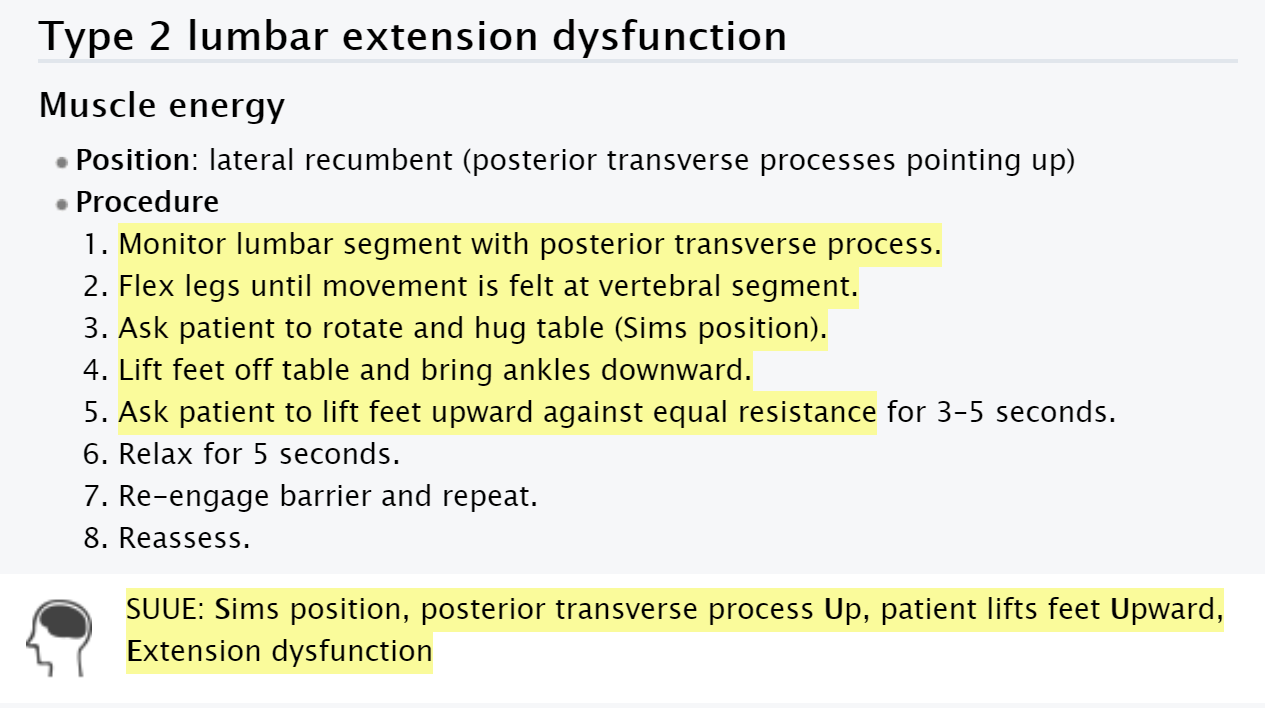 Type 2 lumbar extension dysfunction
Muscle energy
Position: lateral recumbent (posterior transverse processes pointing up)
Procedure
1. Monitor lumbar segment with posterior transverse process.
2. Flex legs until movement is felt at vertebral segment.
3. Ask patient to rotate and hug table (Sims position).
4. Lift feet off table and bring ankles downward.
5. Ask patient to lift feet upward against equal resistance for 3–5 seconds.
6. Relax for 5 seconds.
7. Re-engage barrier and repeat.
8. Reassess.
SUUE: Sims position, posterior transverse process Up, patient lifts feet Upward,
Extension dysfunction